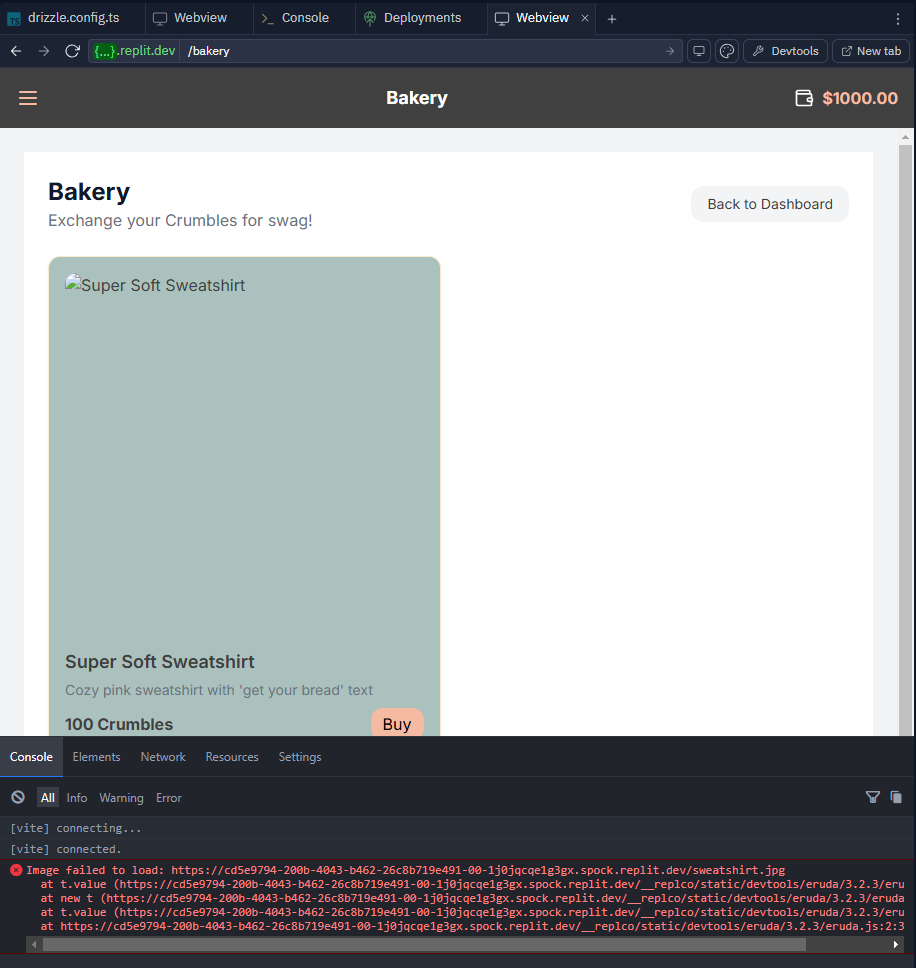 drizzle.config.ts Webview Console Deployments Webview
{...}.replit.dev /bakery Devtools New tab
Bakery $1000.00
Bakery
Exchange your Crumbles for swag!
Back to Dashboard
Super Soft Sweatshirt
Super Soft Sweatshirt
Cozy pink sweatshirt with 'get your bread' text
100 Crumbles Buy
Console Elements Network Resources Settings
All Info Warning Error
[vite] connecting...
[vite] connected.
Image failed to load: https://cd5e9794-200b-4043-b462-26c8b719e491-00-1j0jqcqe1g3gx.spock.replit.dev/sweatshirt.jpg
at t.value (https://cd5e9794-200b-4043-b462-26c8b719e491-00-1j0jqcqe1g3gx.spock.replit.dev/__replco/static/devtools/eruda/3.2.3/eru
at new t (https://cd5e9794-200b-4043-b462-26c8b719e491-00-1j0jqcqe1g3gx.spock.replit.dev/__replco/static/devtools/eruda/3.2.3/eruda
at t.value (https://cd5e9794-200b-4043-b462-26c8b719e491-00-1j0jqcqe1g3gx.spock.replit.dev/__replco/static/devtools/eruda/3.2.3/eru
at https://cd5e9794-200b-4043-b462-26c8b719e491-00-1j0jqcqe1g3gx.spock.replit.dev/__replco/static/devtools/eruda/3.2.3/eruda.js:2:3